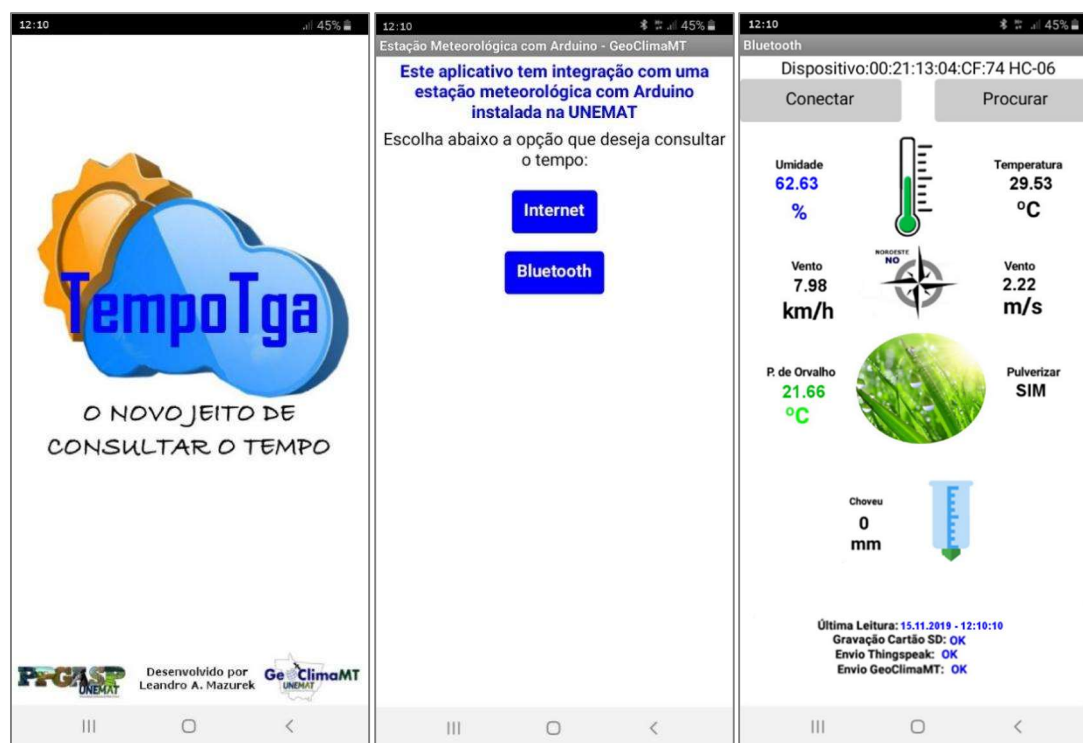 12:10
45%
TempoTga
O NOVO JEITO DE
CONSULTAR O TEMPO
PPGASP
UNEMAT
Desenvolvido por
Leandro A. Mazurek
GeoClimaMT
UNEMAT
12:10
45%
Estação Meteorológica com Arduino - GeoClimaMT
Este aplicativo tem integração com uma
estação meteorológica com Arduino
instalada na UNEMAT
Escolha abaixo a opção que deseja consultar
o tempo:
Internet
Bluetooth
12:10
45%
Bluetooth
Dispositivo:00:21:13:04:CF:74 HC-06
Conectar
Procurar
Umidade
62.63
%
Temperatura
29.53
ºC
Vento
7.98
km/h
NOROESTE
NO
Vento
2.22
m/s
P. de Orvalho
21.66
ºC
Pulverizar
SIM
Choveu
0
mm
Última Leitura: 15.11.2019 - 12:10:10
Gravação Cartão SD: OK
Envio Thingspeak: OK
Envio GeoClimaMT: OK